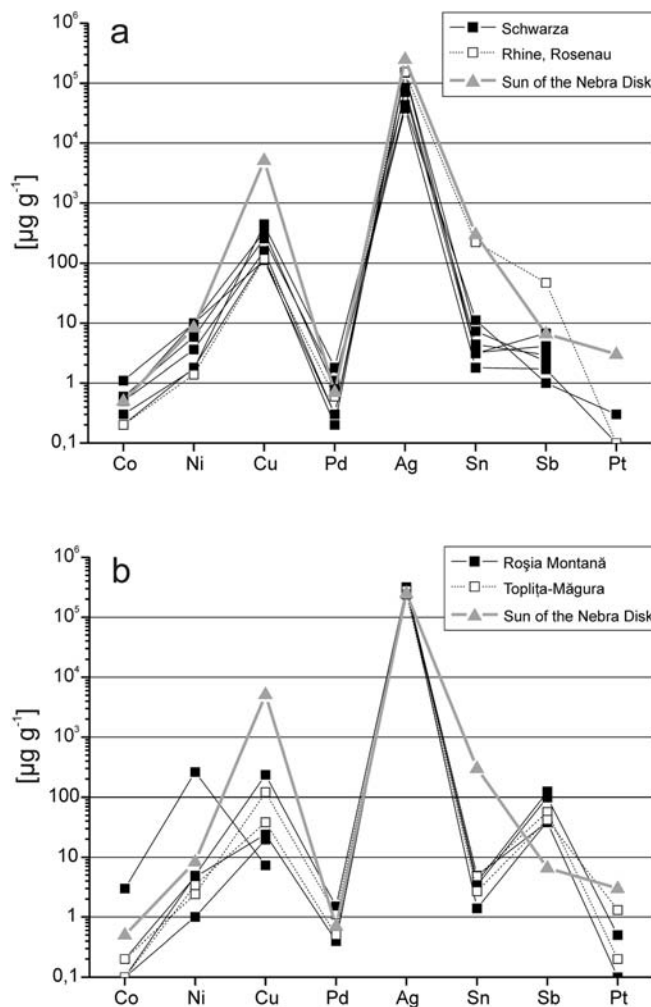 a
Schwarza
Rhine, Rosenau
Sun of the Nebra Disk
[µg g⁻¹]
10⁶
10⁵
10⁴
10³
100
10
1
0,1
Co Ni Cu Pd Ag Sn Sb Pt
b
Roşia Montană
Topliţa-Măgura
Sun of the Nebra Disk
[µg g⁻¹]
10⁶
10⁵
10⁴
10³
100
10
1
0,1
Co Ni Cu Pd Ag Sn Sb Pt